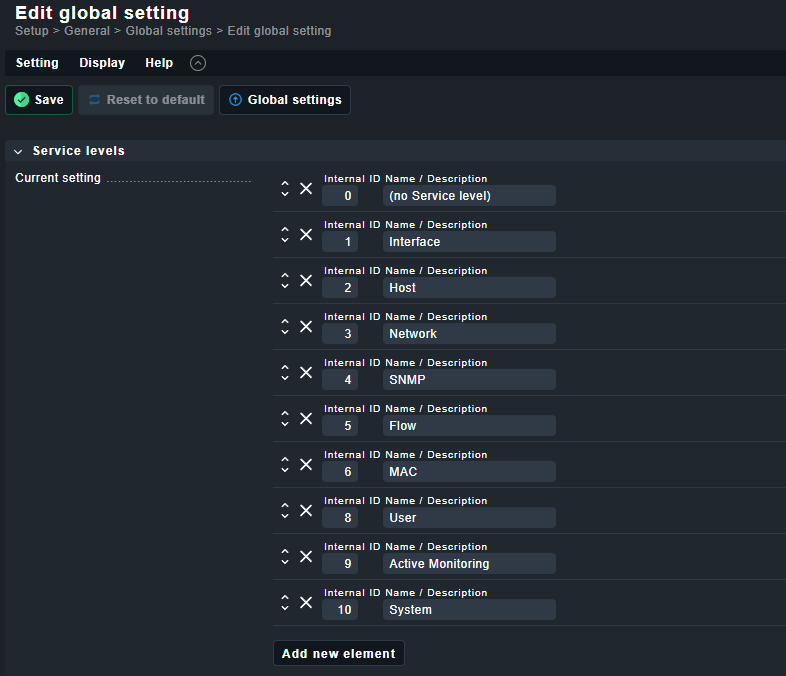 Edit global setting
Setup > General > Global settings > Edit global setting
Setting Display Help
Save Reset to default Global settings
Service levels
Current setting
Internal ID Name / Description
0 (no Service level)
Internal ID Name / Description
1 Interface
Internal ID Name / Description
2 Host
Internal ID Name / Description
3 Network
Internal ID Name / Description
4 SNMP
Internal ID Name / Description
5 Flow
Internal ID Name / Description
6 MAC
Internal ID Name / Description
8 User
Internal ID Name / Description
9 Active Monitoring
Internal ID Name / Description
10 System
Add new element